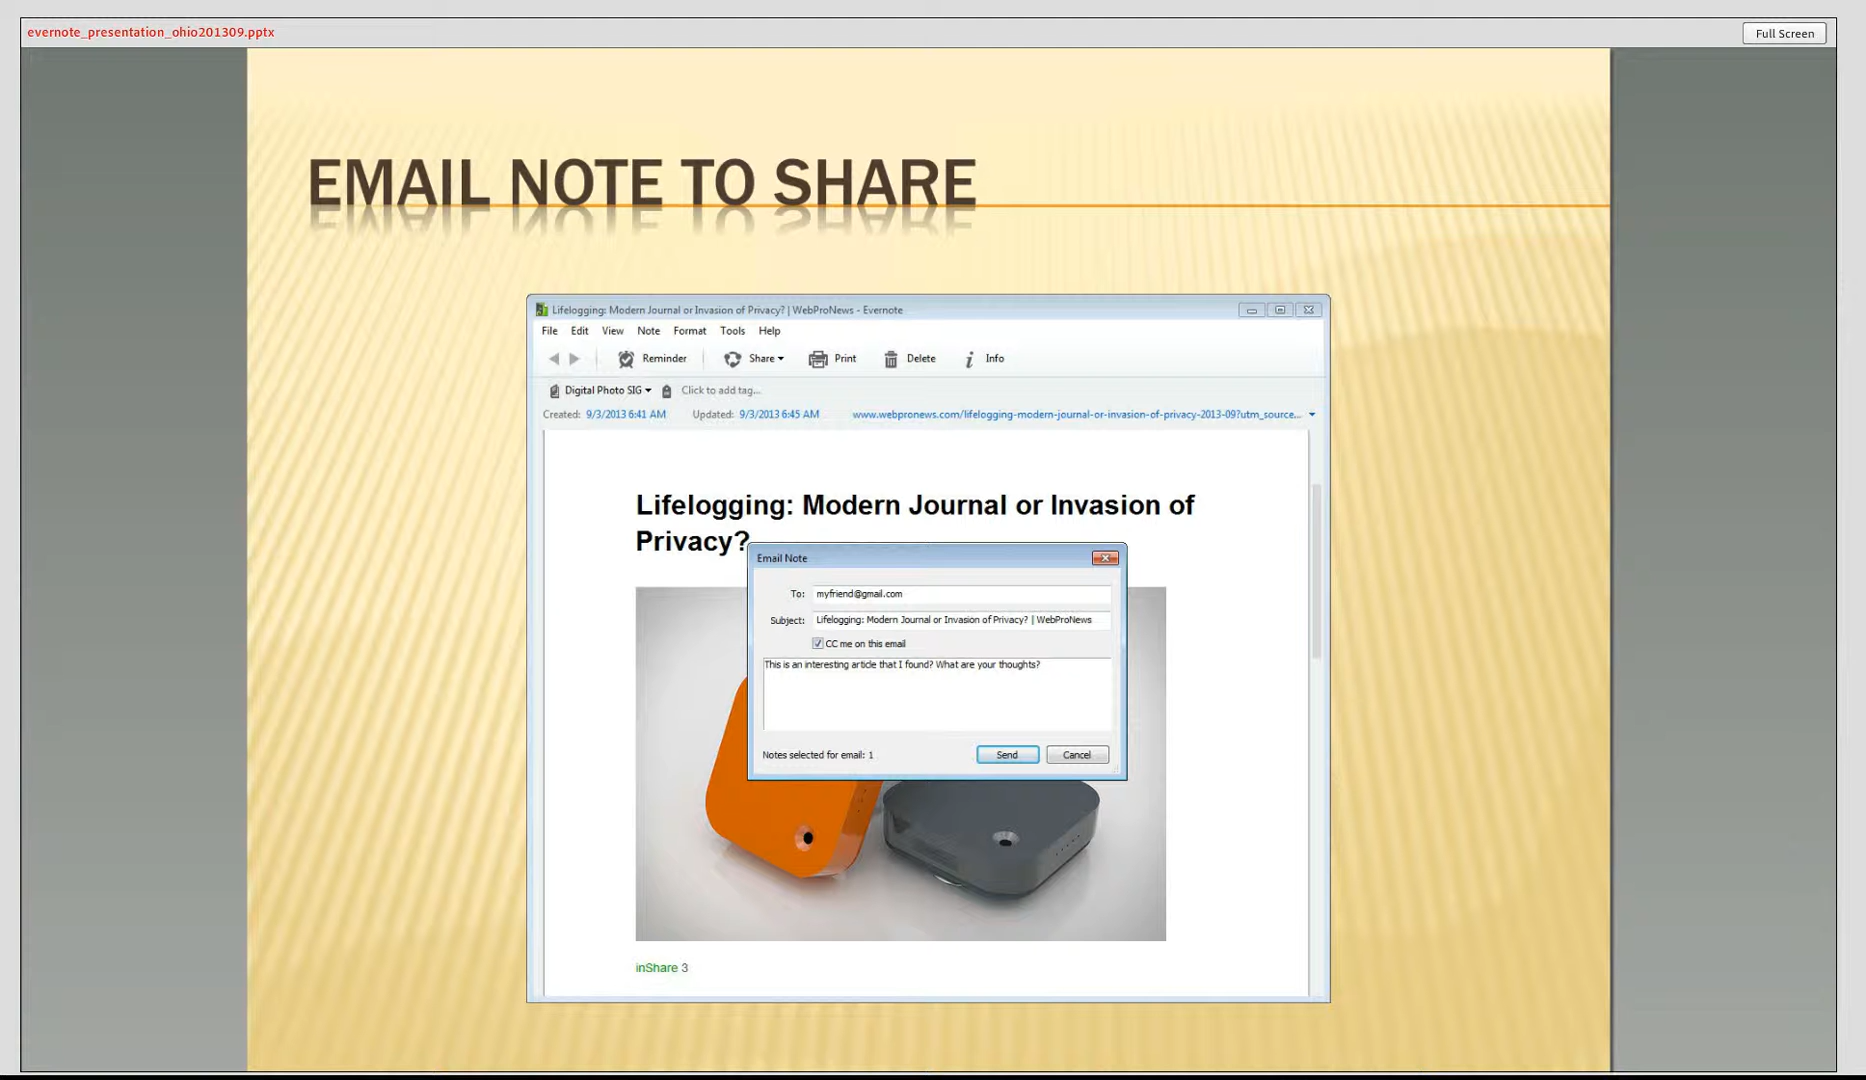 evernote_presentation_ohio201309.pptx
Full Screen
EMAIL NOTE TO SHARE
Lifelogging: Modern Journal or Invasion of Privacy? | WebProNews - Evernote
File Edit View Note Format Tools Help
Reminder Share Print Delete Info
Digital Photo SIG Click to add tag...
Created: 9/3/2013 6:41 AM Updated: 9/3/2013 6:45 AM www.webpronews.com/lifelogging-modern-journal-or-invasion-of-privacy-2013-09?utm_source...
Lifelogging: Modern Journal or Invasion of
Privacy?
Email Note
To: myfriend@gmail.com
Subject: Lifelogging: Modern Journal or Invasion of Privacy? | WebProNews
CC me on this email
This is an interesting article that I found? What are your thoughts?
Notes selected for email: 1 Send Cancel
inShare 3